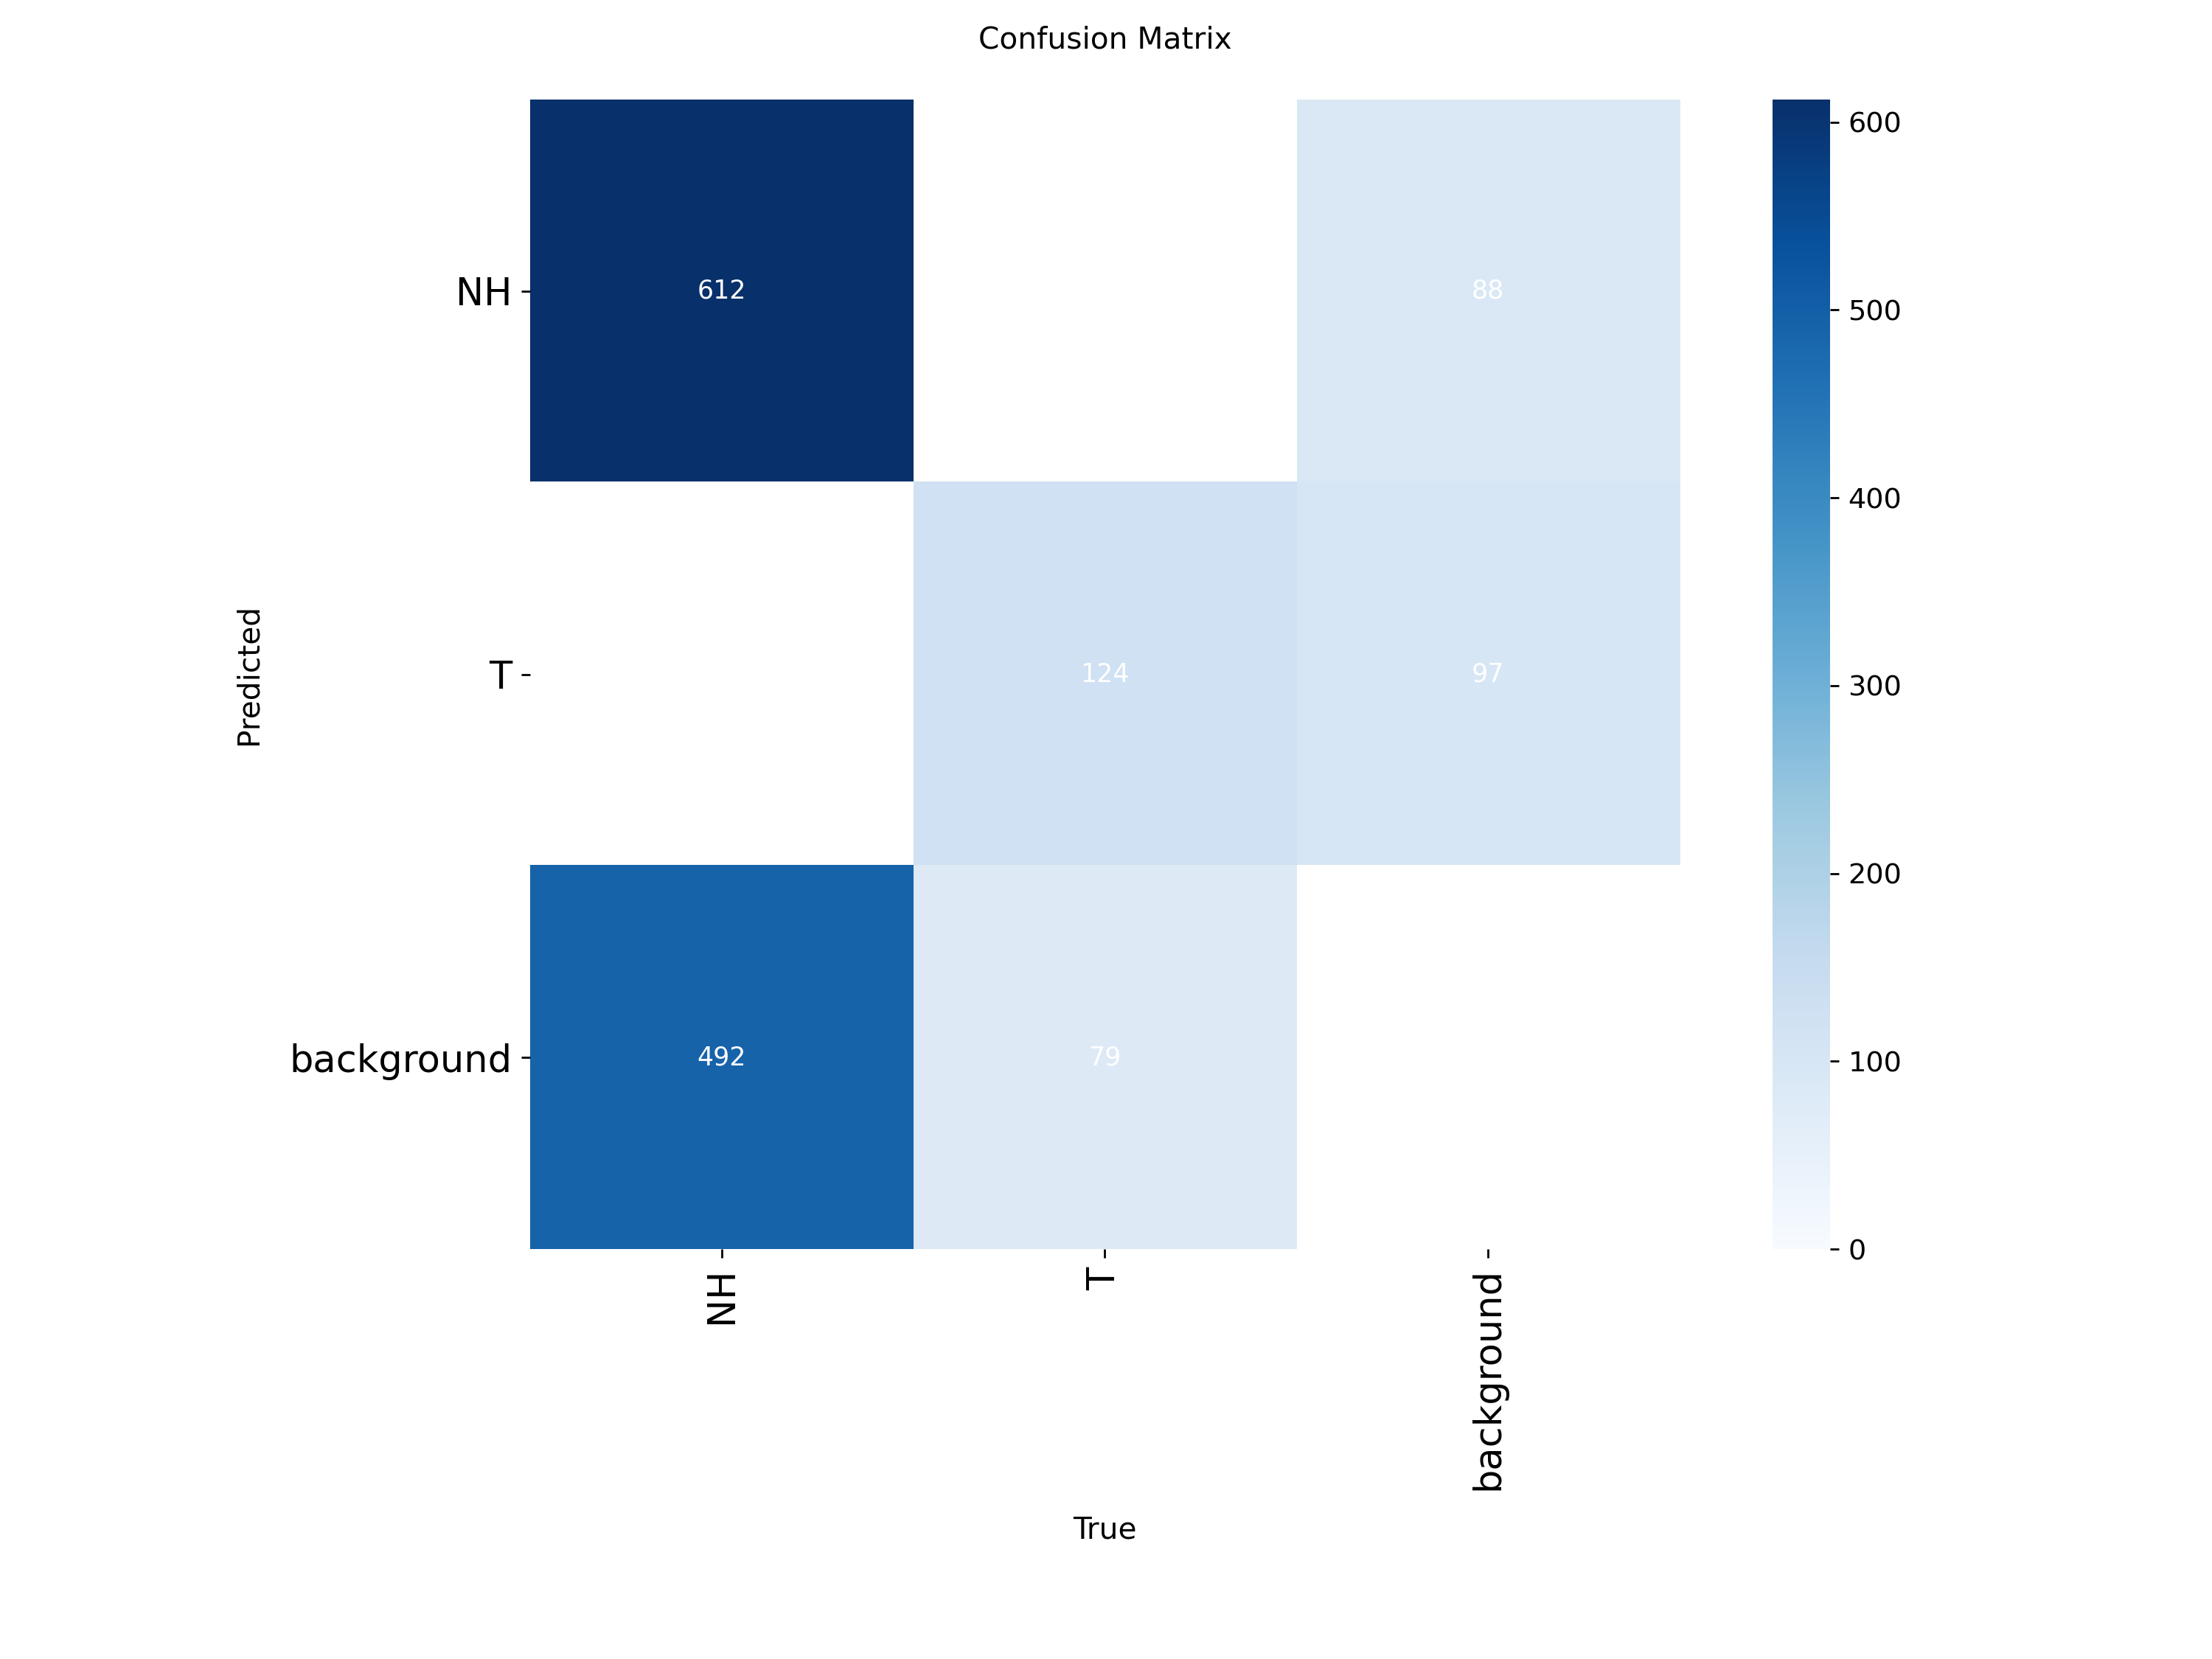 Confusion Matrix
NH
612
88
T
124
97
background
492
79
Predicted
NH
T
background
True
600
500
400
300
200
100
0